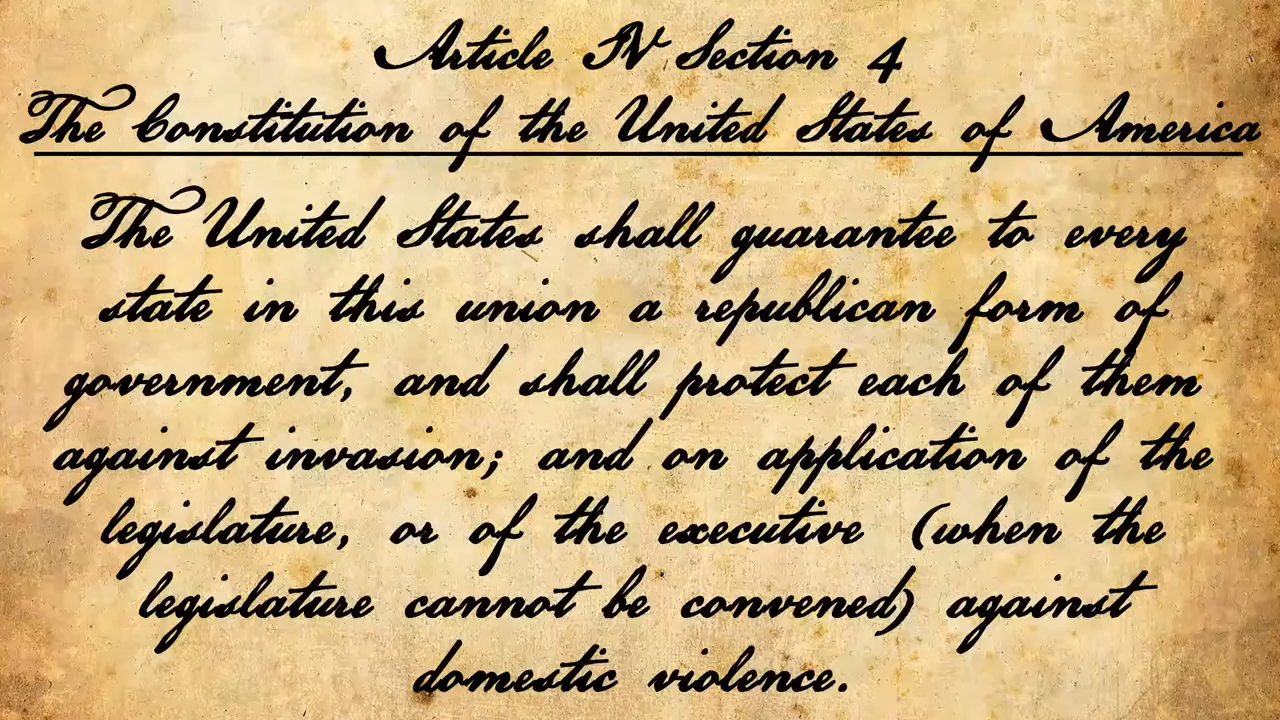 Article IV Section 4
The Constitution of the United States of America
The United States shall guarantee to every
state in this union a republican form of
government, and shall protect each of them
against invasion; and on application of the
legislature, or of the executive (when the
legislature cannot be convened) against
domestic violence.